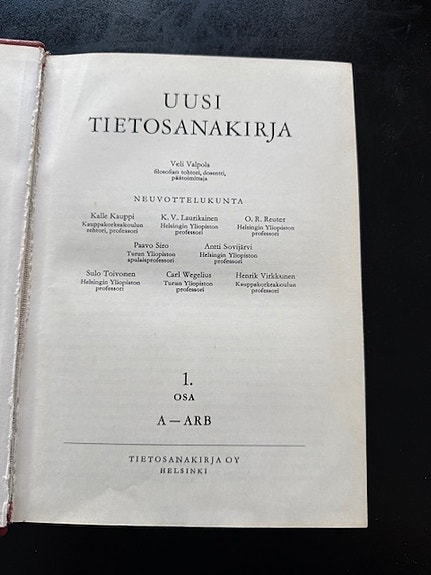 UUSI
TIETOSANAKIRJA
Veli Valpola
filosofian tohtori, dosentti,
päätoimittaja
NEUVOTTELUKUNTA
Kalle Kauppi K. V. Laurikainen O. R. Reuter
Kauppakorkeakoulun Helsingin Yliopiston Helsingin Yliopiston
rehtori, professori professori professori
Paavo Siro Antti Sovijärvi
Turun Yliopiston Helsingin Yliopiston
apulaisprofessori professori
Sulo Toivonen Carl Wegelius Henrik Virkkunen
Helsingin Yliopiston Turun Yliopiston Kauppakorkeakoulun
professori professori professori
1.
OSA
A—ARB
TIETOSANAKIRJA OY
HELSINKI